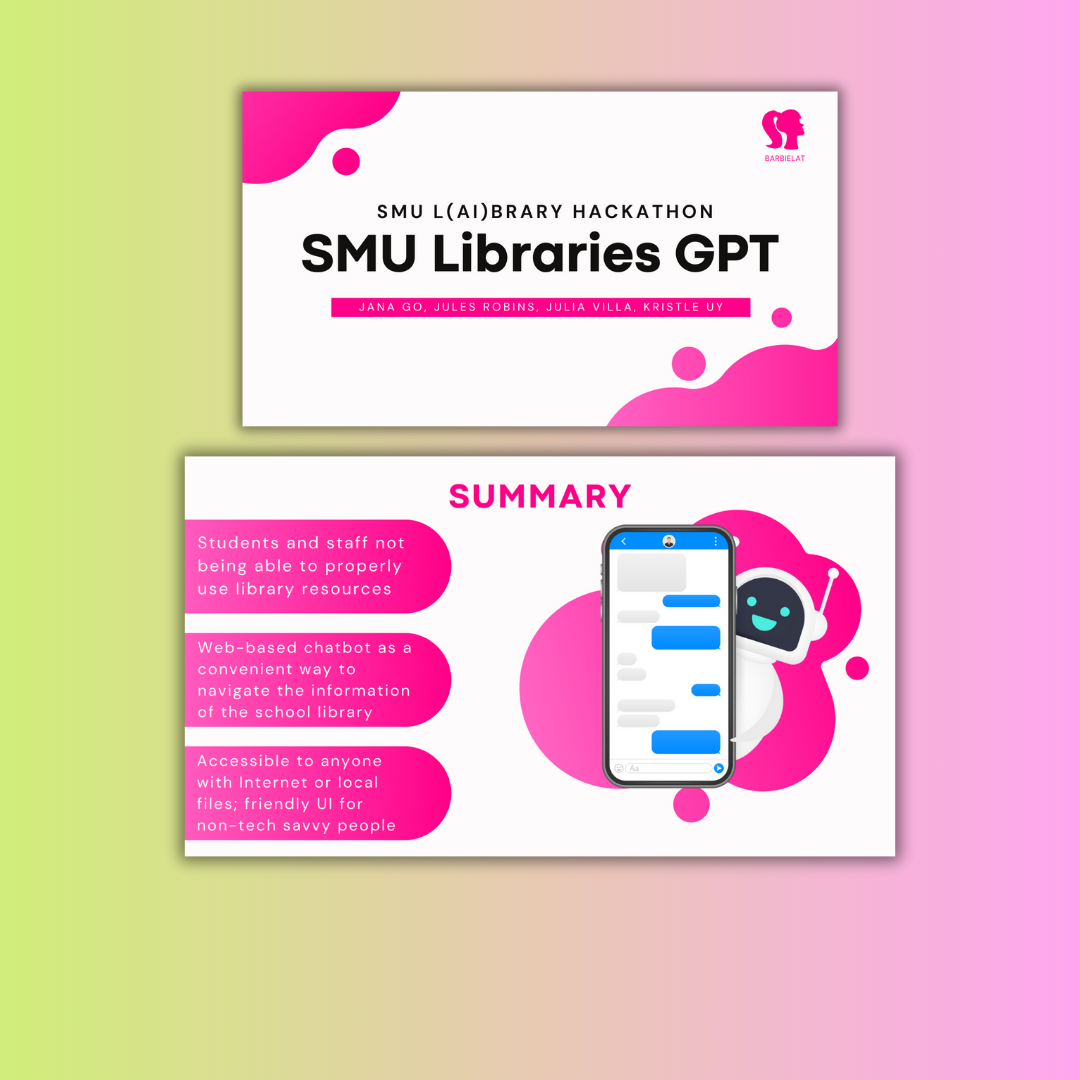 BARBIELAT
SMU L(AI)BRARY HACKATHON
SMU Libraries GPT
JANA GO, JULES ROBINS, JULIA VILLA, KRISTLE UY
SUMMARY
Students and staff not
being able to properly
use library resources
Web-based chatbot as a
convenient way to
navigate the information
of the school library
Accessible to anyone
with Internet or local
files; friendly UI for
non-tech savvy people
Aa